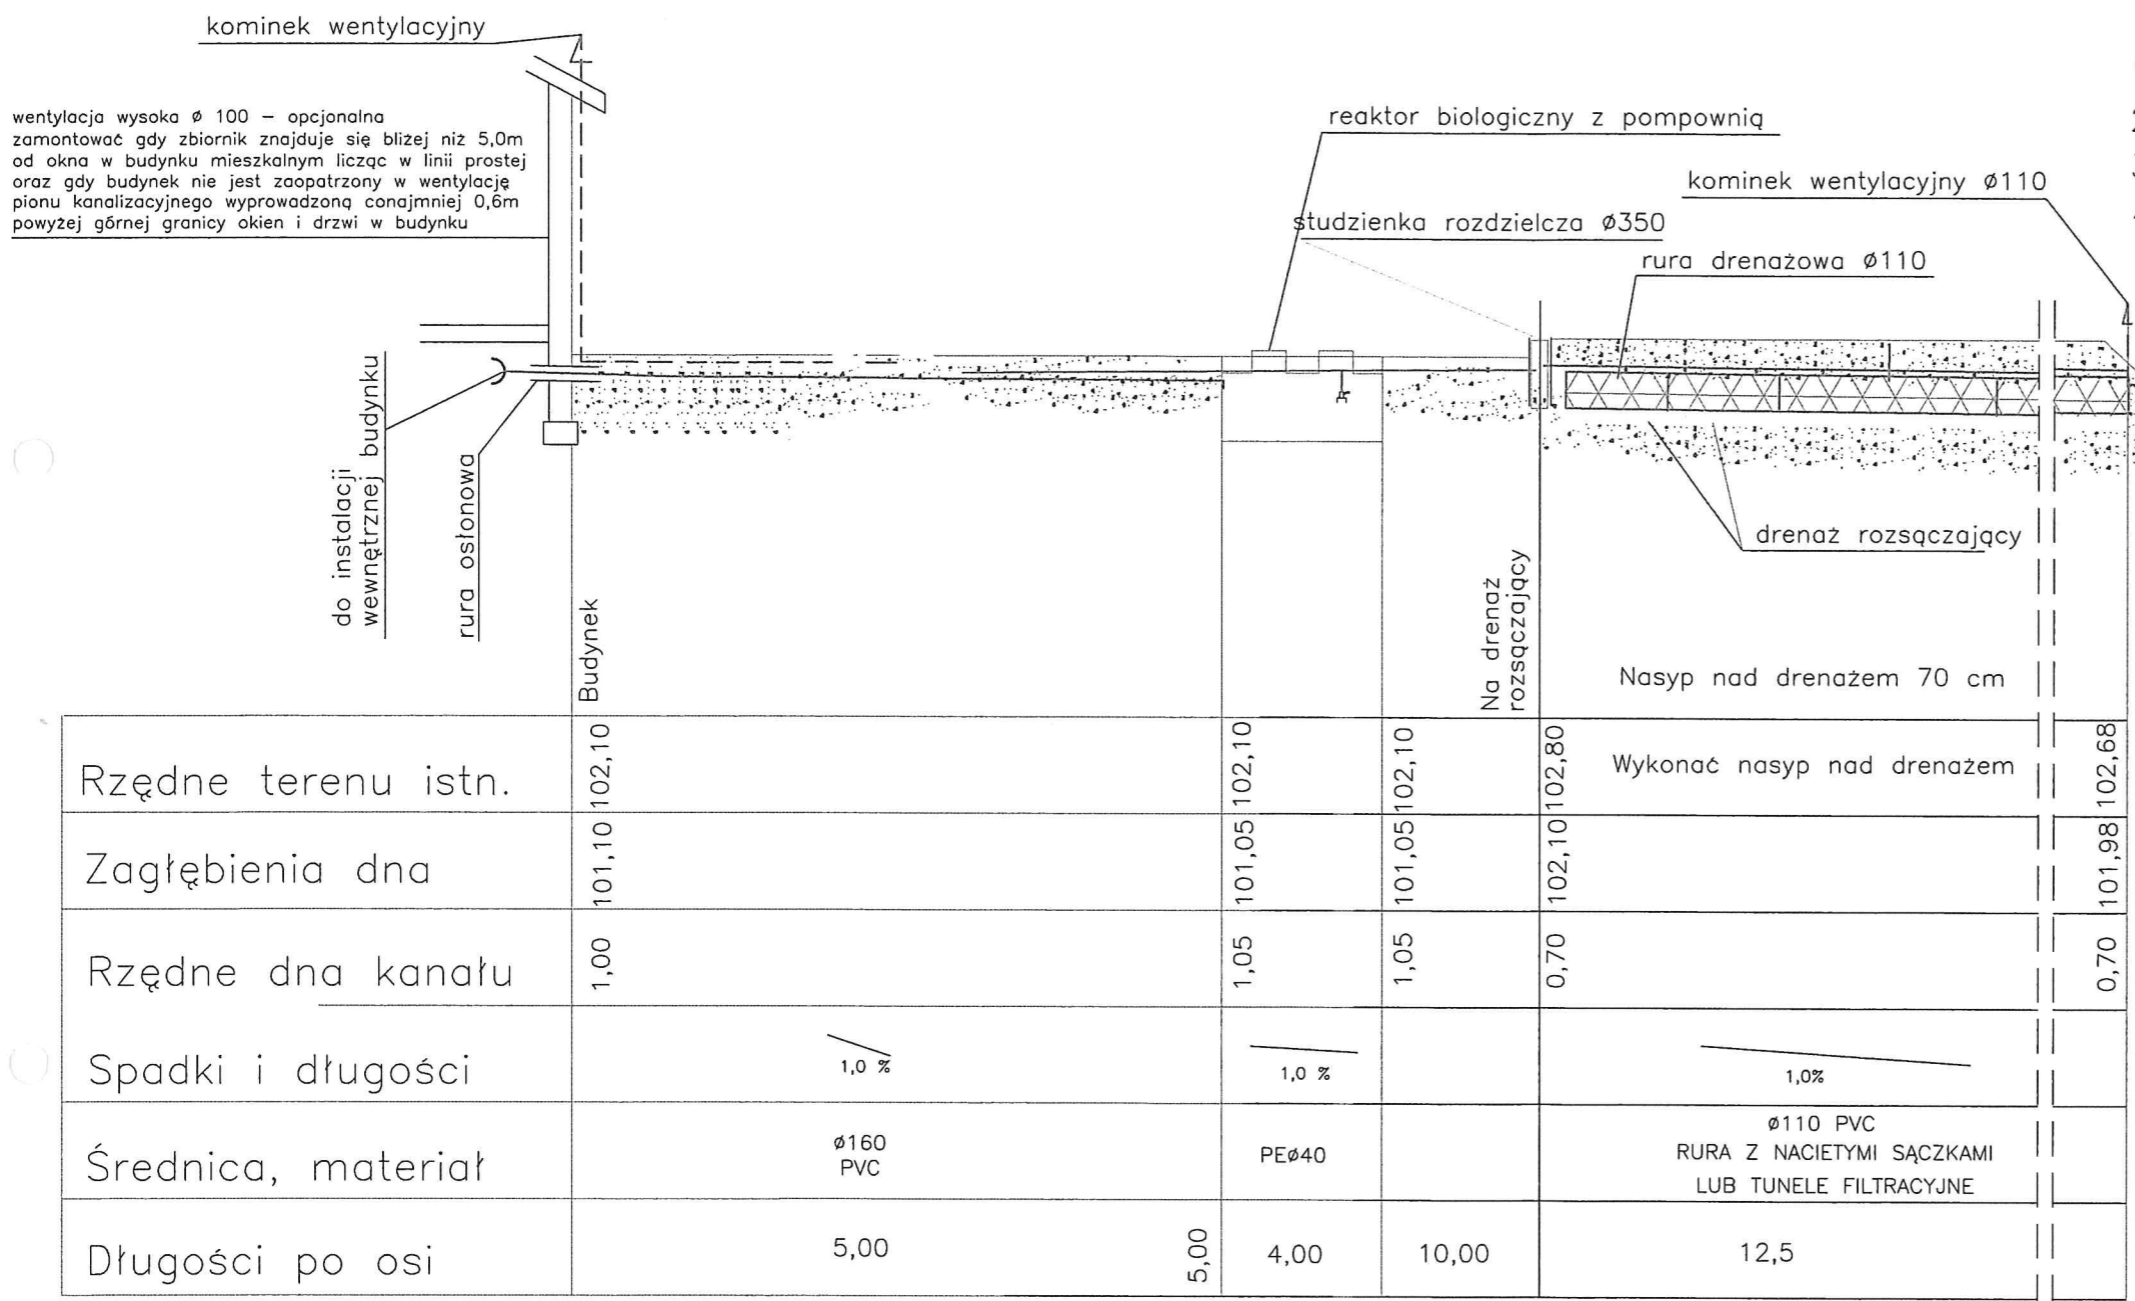 kominek wentylacyjny
wentylacja wysoka ø 100 – opcjonalna
zamontować gdy zbiornik znajduje się bliżej niż 5,0m
od okna w budynku mieszkalnym licząc w linii prostej
oraz gdy budynek nie jest zaopatrzony w wentylację
pionu kanalizacyjnego wyprowadzoną conajmniej 0,6m
powyżej górnej granicy okien i drzwi w budynku
reaktor biologiczny z pompownią
kominek wentylacyjny ø110
studzienka rozdzielcza ø350
rura drenażowa ø110
do instalacji
wewnętrznej budynku
rura osłonowa
Budynek
Na drenaż
rozsączający
drenaż rozsączający
Nasyp nad drenażem 70 cm
Rzędne terenu istn.
102,10
102,10
102,10
102,80
Wykonać nasyp nad drenażem
102,68
Zagłębienia dna
101,10
101,05
101,05
102,10
101,98
Rzędne dna kanału
1,00
1,05
1,05
0,70
0,70
Spadki i długości
1,0 %
1,0 %
1,0%
Średnica, materiał
ø160
PVC
PEø40
ø110 PVC
RURA Z NACIETYMI SĄCZKAMI
LUB TUNELE FILTRACYJNE
Długości po osi
5,00
5,00
4,00
10,00
12,5